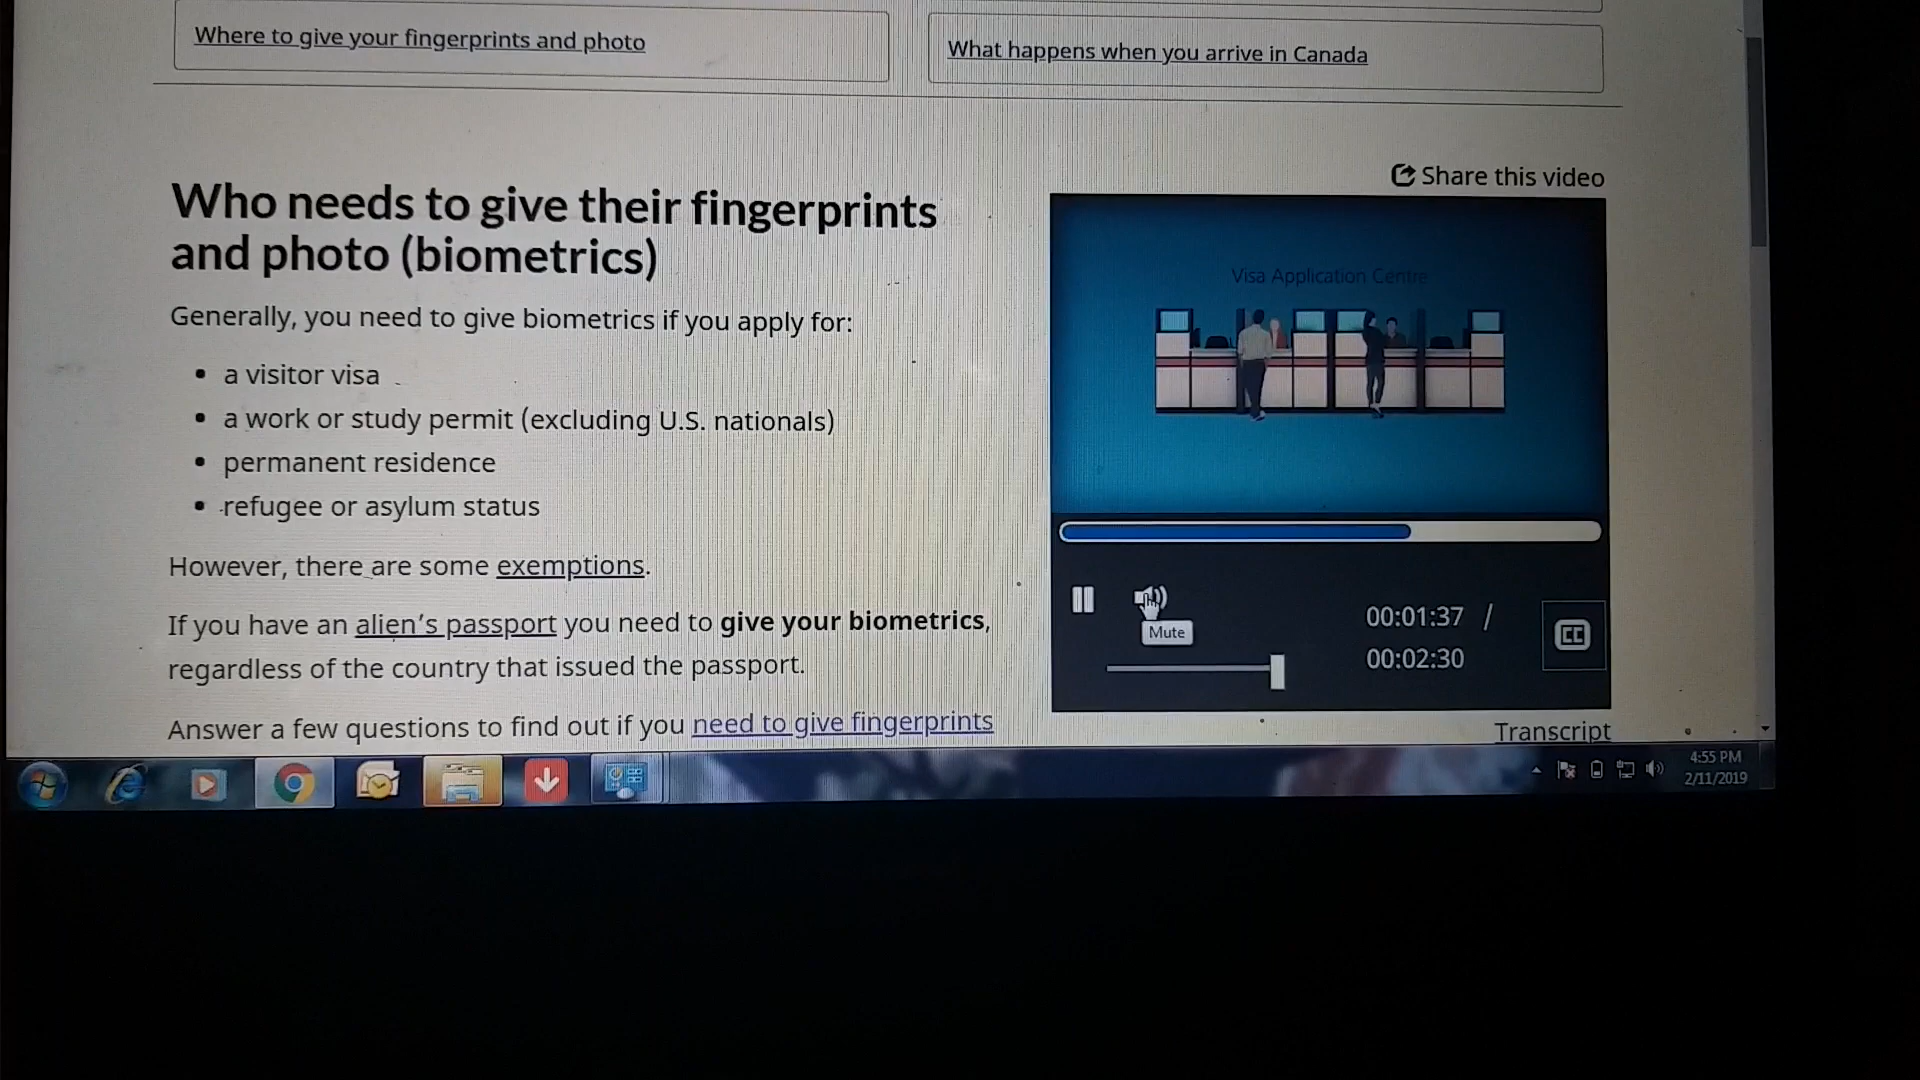 Where to give your fingerprints and photo
What happens when you arrive in Canada
Who needs to give their fingerprints
and photo (biometrics)
Generally, you need to give biometrics if you apply for:
• a visitor visa
• a work or study permit (excluding U.S. nationals)
• permanent residence
• refugee or asylum status
However, there are some exemptions.
If you have an alien's passport you need to give your biometrics,
regardless of the country that issued the passport.
Answer a few questions to find out if you need to give fingerprints
Share this video
Visa Application Centre
Mute
00:01:37 /
00:02:30
CC
Transcript
4:55 PM
2/11/2019